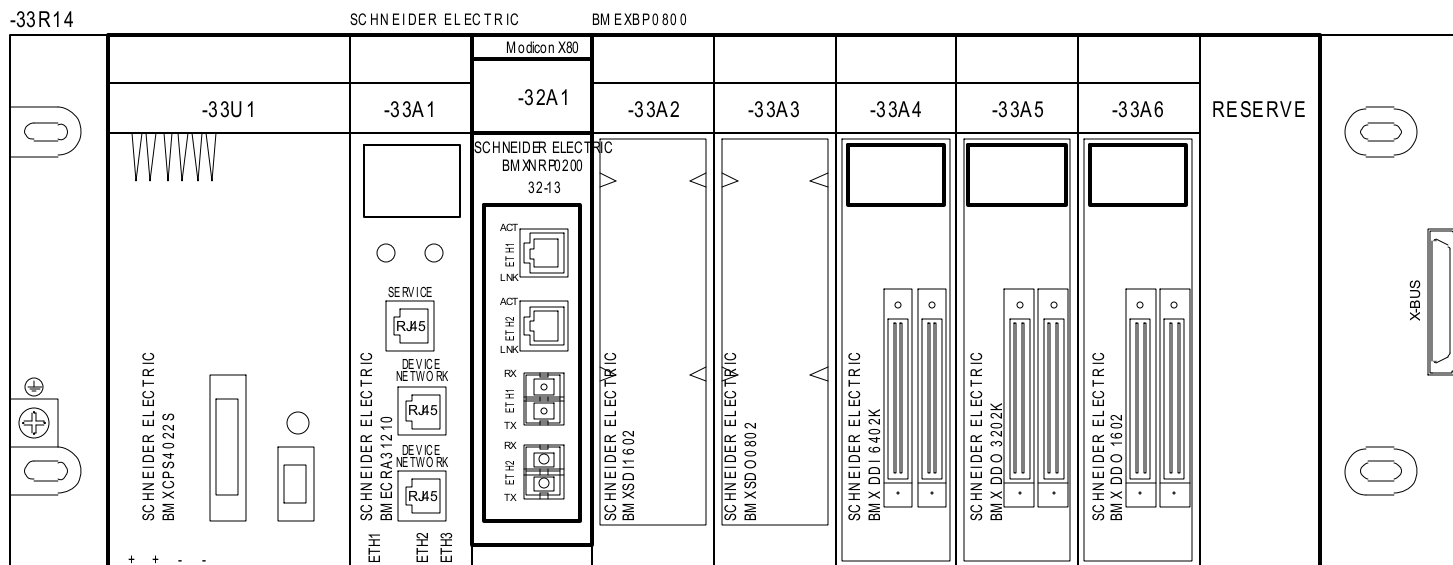 -33R14
SCHNEIDER ELECTRIC
BMEXBP0800
Modicon X80
-33U1
-33A1
-32A1
-33A2
-33A3
-33A4
-33A5
-33A6
RESERVE
SCHNEIDER ELECTRIC
BMXCPS4022S
+ + - -
SERVICE
RJ45
DEVICE
NETWORK
RJ45
DEVICE
NETWORK
RJ45
SCHNEIDER ELECTRIC
BMECRA31210
ETH1
ETH2
ETH3
SCHNEIDER ELECTRIC
BMXNRP0200
32-13
ACT
ETH1
LNK
ACT
ETH2
LNK
RX
ETH1
TX
RX
ETH2
TX
SCHNEIDER ELECTRIC
BMXSDI1602
SCHNEIDER ELECTRIC
BMXSDO0802
SCHNEIDER ELECTRIC
BMXDDI6402K
SCHNEIDER ELECTRIC
BMXDDO3202K
SCHNEIDER ELECTRIC
BMXDDO1602
X-BUS